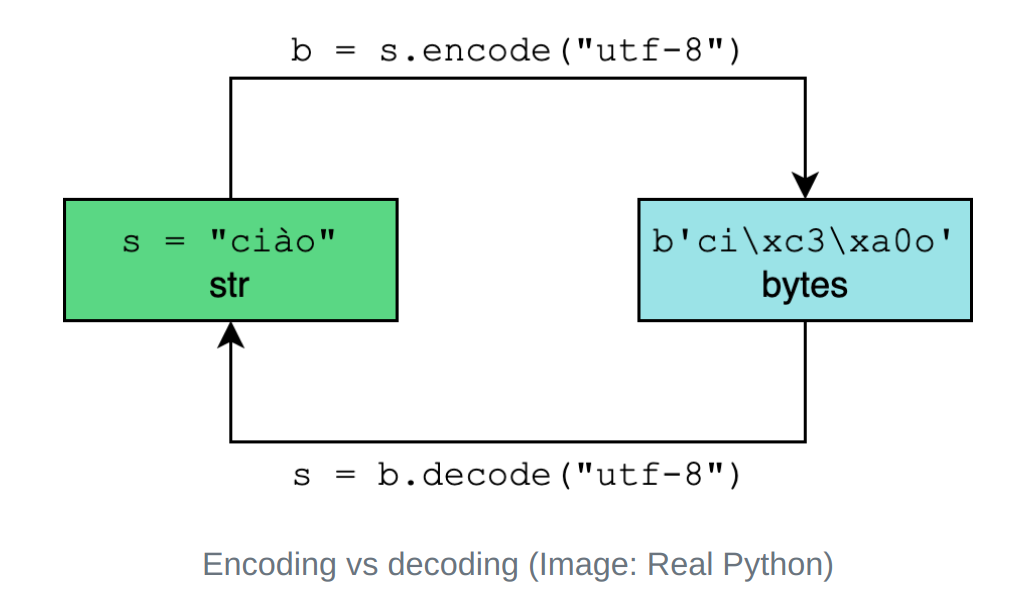 b = s.encode("utf-8")
s = "ciào"
str
b'ci\xc3\xa0o'
bytes
s = b.decode("utf-8")
Encoding vs decoding (Image: Real Python)